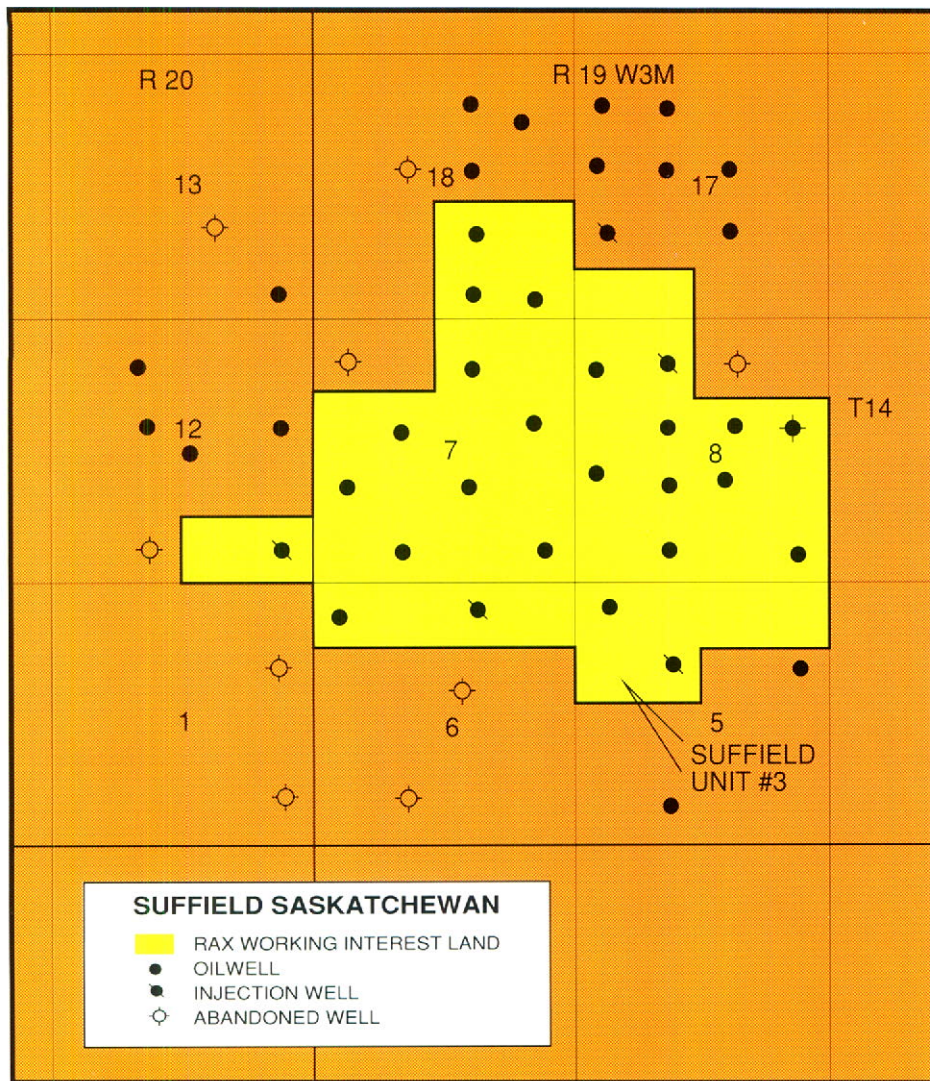 R 20
R 19 W3M
13
18
17
T14
12
7
8
1
6
5
SUFFIELD
UNIT #3
SUFFIELD SASKATCHEWAN
RAX WORKING INTEREST LAND
OILWELL
INJECTION WELL
ABANDONED WELL